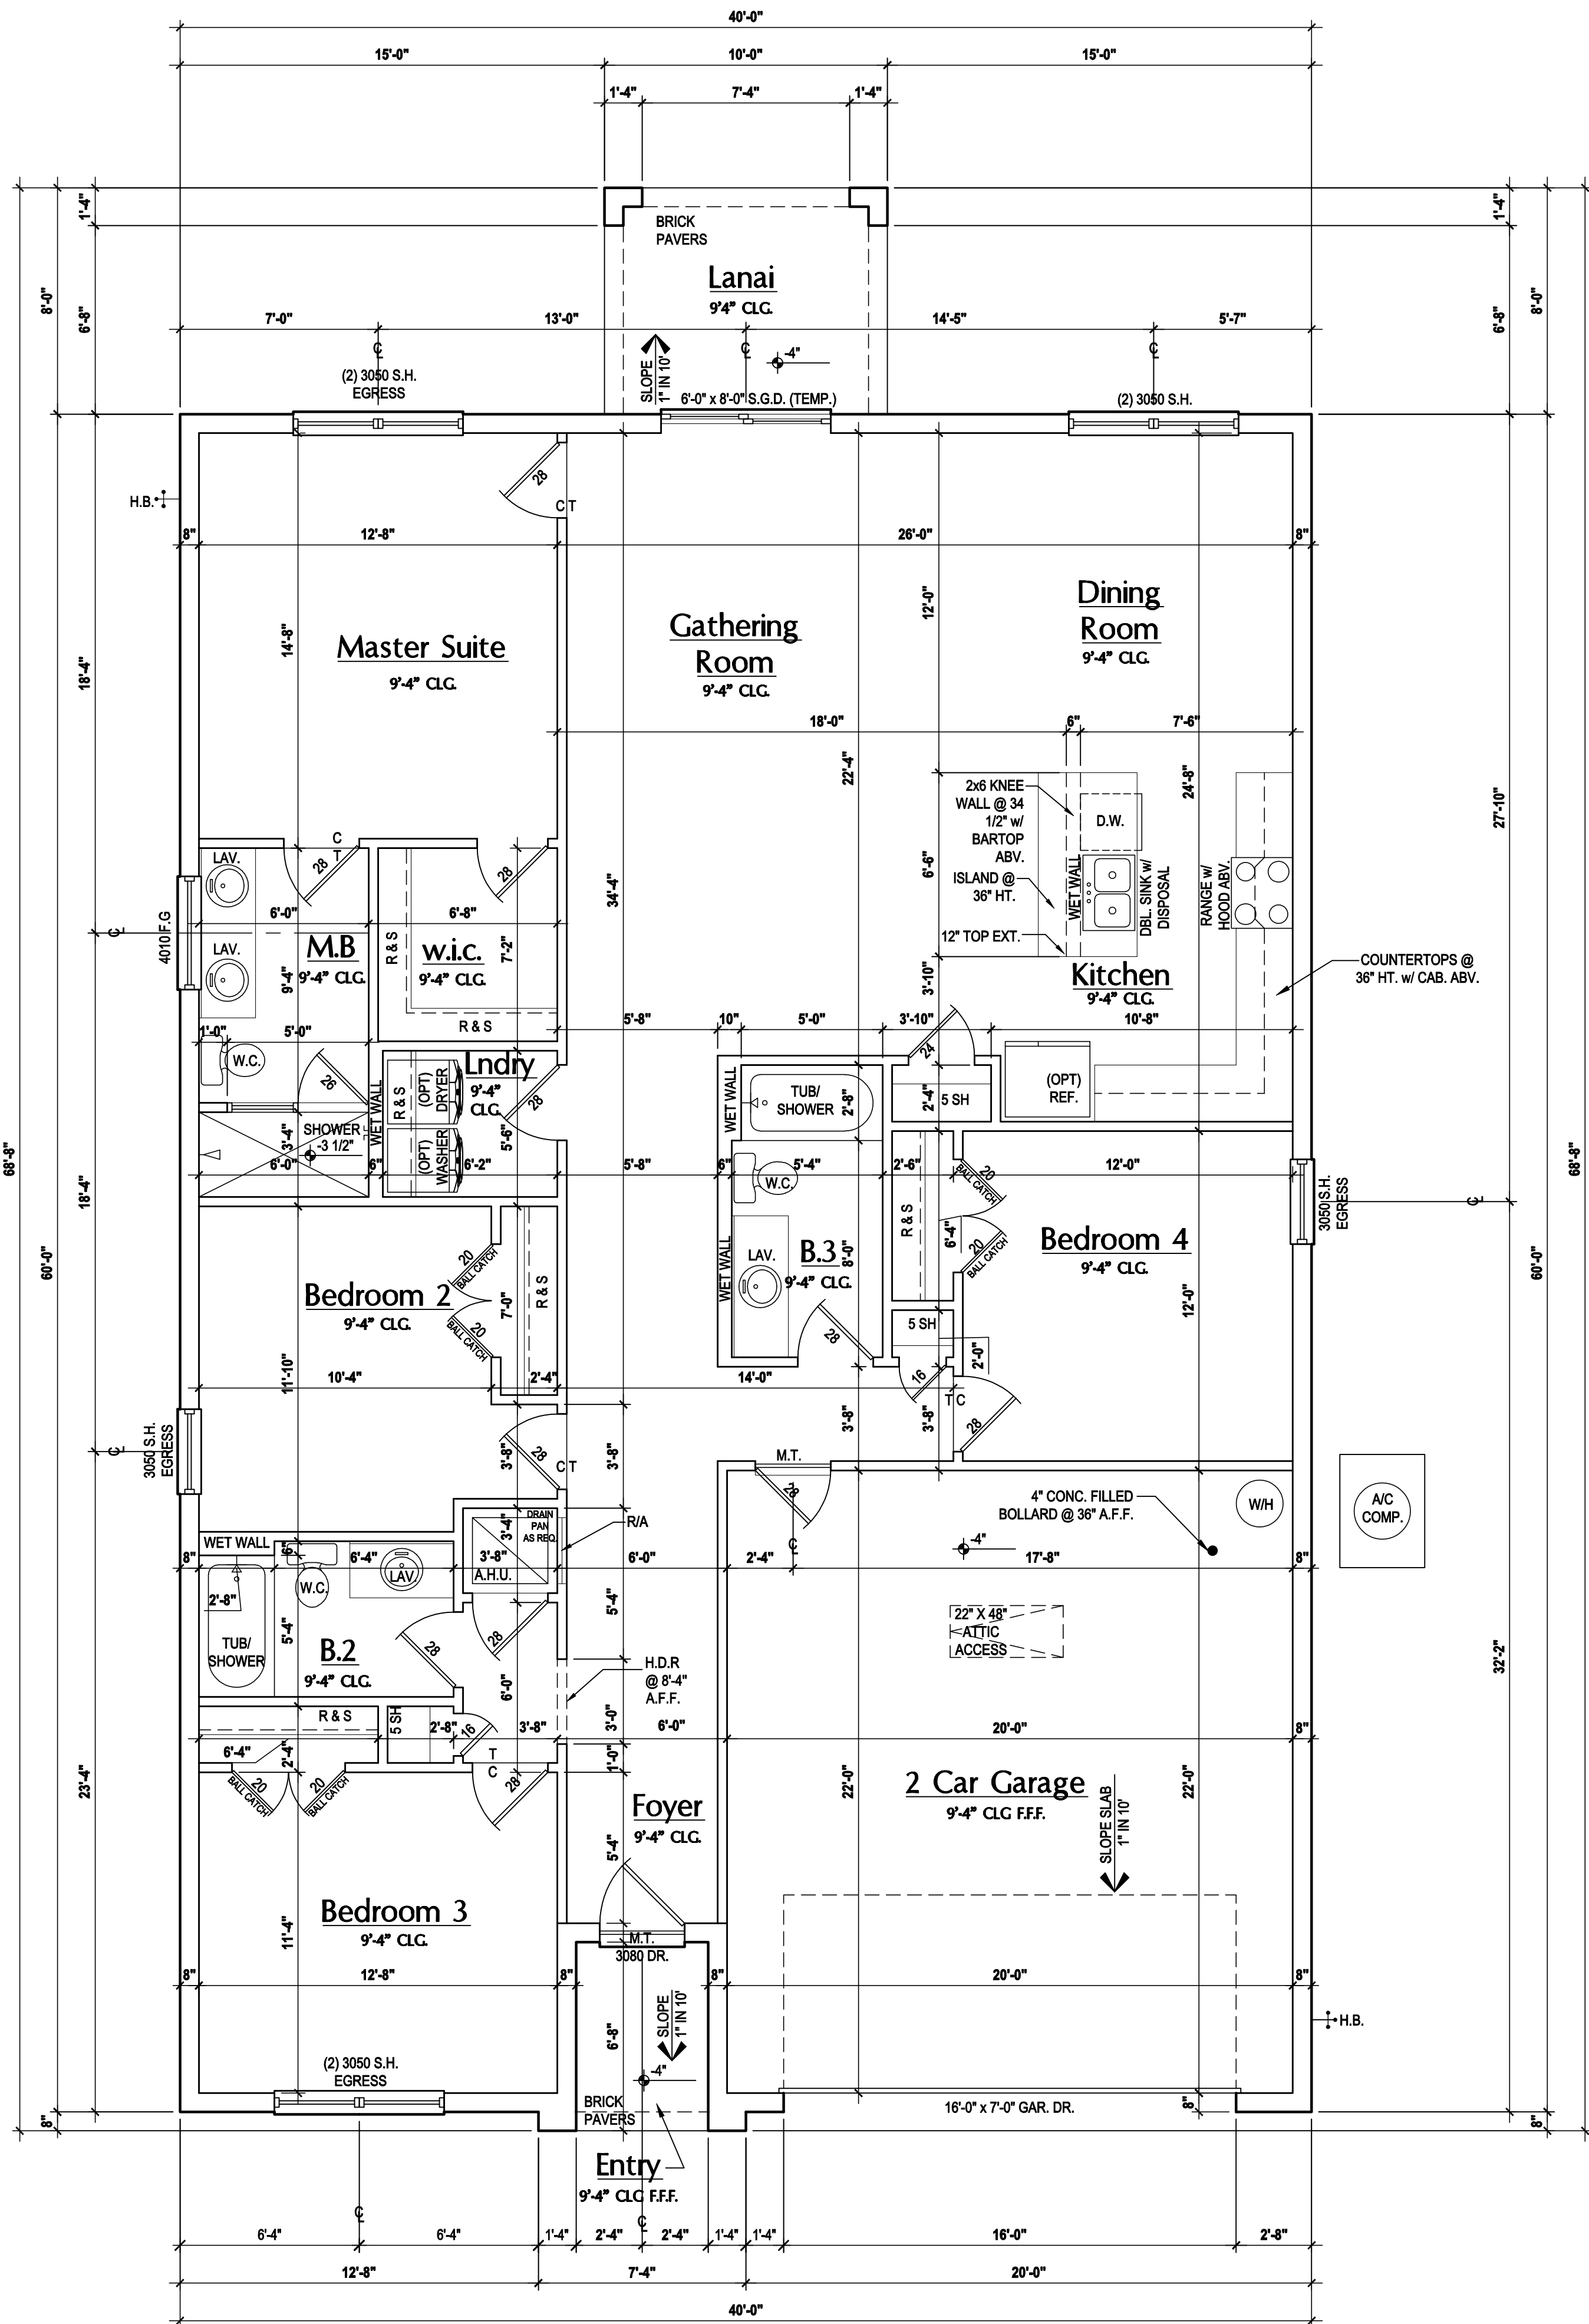 40'-0"
15'-0"
10'-0"
15'-0"
1'-4"
7'-4"
1'-4"
1'-4"
BRICK
PAVERS
1'-4"
Lanai
9'4" CLG.
8'-0"
6'-8"
6'-8"
8'-0"
7'-0"
13'-0"
14'-5"
5'-7"
-4"
SLOPE
1" IN 10'
(2) 3050 S.H.
EGRESS
6'-0" x 8'-0" S.G.D. (TEMP.)
(2) 3050 S.H.
28
H.B.
C T
8"
12'-8"
26'-0"
8"
14'-8"
12'-0"
Master Suite
9'-4" CLG.
Gathering
Room
9'-4" CLG.
Dining
Room
9'-4" CLG.
18'-4"
18'-0"
6"
7'-6"
22'-4"
24'-8"
27'-10"
2x6 KNEE
WALL @ 34
1/2" w/
BARTOP
ABV.
D.W.
C
T
LAV.
28
28
34'-4"
6'-6"
ISLAND @
36" HT.
WET WALL
DBL. SINK w/
DISPOSAL
RANGE w/
HOOD ABV.
4010 F.G
6'-0"
6'-8"
LAV.
M.B
9'-4" CLG.
9'-4"
R & S
w.i.c.
9'-4" CLG.
7'-2"
12" TOP EXT.
3'-10"
Kitchen
9'-4" CLG.
COUNTERTOPS @
36" HT. w/ CAB. ABV.
R & S
1'-0"
5'-0"
5'-8"
10"
5'-0"
3'-10"
10'-8"
24
W.C.
26
Lndry
9'-4"
CLG.
28
(OPT)
DRYER
R & S
WET WALL
WET WALL
TUB/
SHOWER
2'-8"
2'-4"
5 SH
(OPT)
REF.
SHOWER
-3 1/2"
3'-4"
6'-0"
6"
(OPT)
WASHER
6'-2"
5'-6"
5'-8"
6"
5'-4"
2'-6"
12'-0"
W.C.
20
BALL CATCH
68'-8"
18'-4"
60'-0"
3050 S.H.
EGRESS
68'-8"
60'-0"
R & S
6'-4"
Bedroom 4
9'-4" CLG.
20
BALL CATCH
WET WALL
LAV.
B.3
9'-4" CLG.
8'-0"
12'-0"
20
BALL CATCH
Bedroom 2
9'-4" CLG.
7'-0"
R & S
20
BALL CATCH
28
5 SH
2'-0"
16
11'-10"
10'-4"
2'-4"
14'-0"
T C
28
3050 S.H.
EGRESS
3'-8"
28
3'-8"
C T
3'-8"
3'-8"
M.T.
28
4" CONC. FILLED
BOLLARD @ 36" A.F.F.
W/H
A/C
COMP.
DRAIN
PAN
AS REQ.
R/A
WET WALL
3'-4"
-4"
8"
6"
6'-4"
3'-8"
A.H.U.
6'-0"
2'-4"
17'-8"
8"
W.C.
LAV.
2'-8"
5'-4"
5'-4"
22" X 48"
ATTIC
ACCESS
TUB/
SHOWER
B.2
9'-4" CLG.
28
28
H.D.R
@ 8'-4"
A.F.F.
6'-0"
32'-2"
R & S
5 SH
2'-8"
16
3'-8"
3'-0"
6'-0"
20'-0"
8"
6'-4"
2'-4"
T
C
1'-0"
20
BALL CATCH
20
BALL CATCH
28
23'-4"
22'-0"
22'-0"
2 Car Garage
9'-4" CLG F.F.F.
Foyer
9'-4" CLG.
5'-4"
SLOPE SLAB
1" IN 10'
Bedroom 3
9'-4" CLG.
11'-4"
M.T.
3080 DR.
8"
12'-8"
8"
8"
20'-0"
8"
SLOPE
1" IN 10'
6'-8"
H.B.
-4"
(2) 3050 S.H.
EGRESS
BRICK
PAVERS
16'-0" x 7'-0" GAR. DR.
8"
8"
8"
Entry
9'-4" CLG F.F.F.
6'-4"
6'-4"
1'-4"
2'-4"
2'-4"
1'-4"
1'-4"
16'-0"
2'-8"
12'-8"
7'-4"
20'-0"
40'-0"